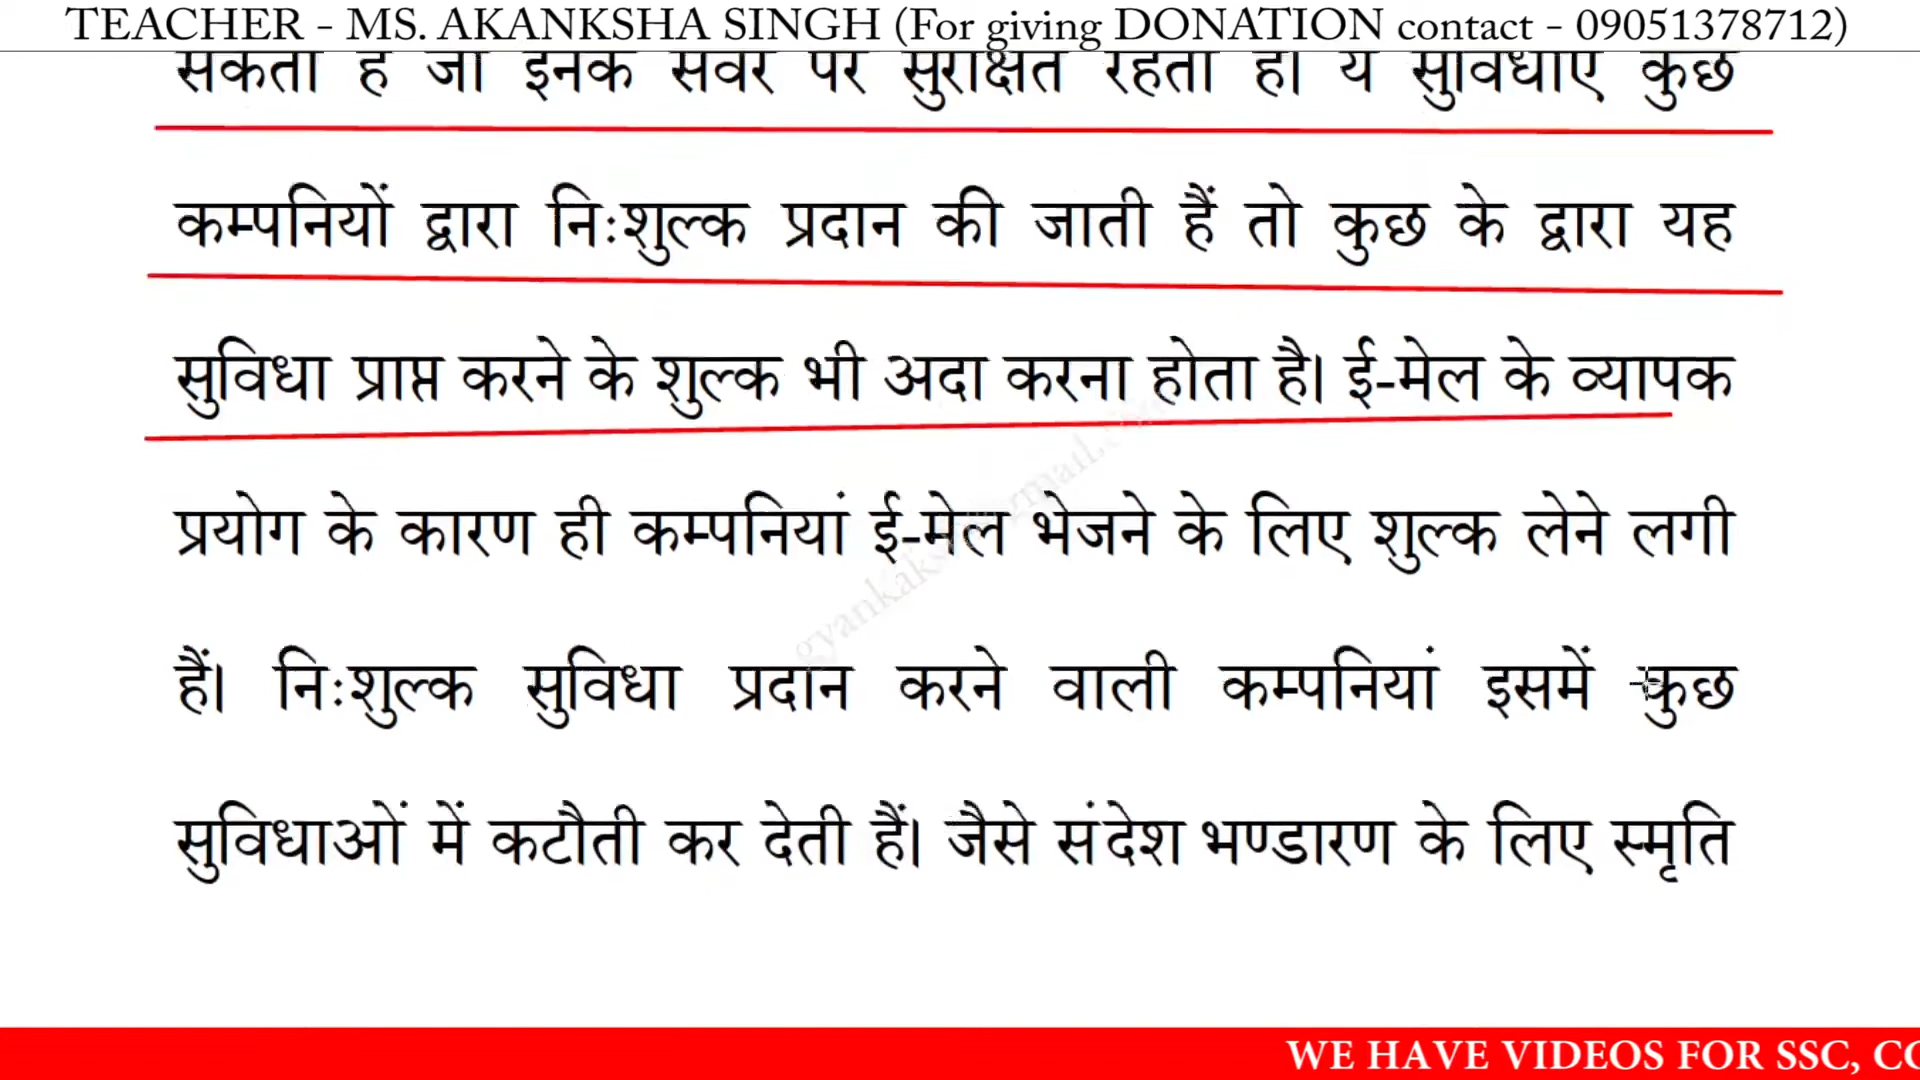 TEACHER - MS. AKANKSHA SINGH (For giving DONATION contact - 09051378712)
सकता है जो इनके सर्वर पर सुरक्षित रहता है। ये सुविधाएं कुछ
कम्पनियों द्वारा निःशुल्क प्रदान की जाती हैं तो कुछ के द्वारा यह
सुविधा प्राप्त करने के शुल्क भी अदा करना होता है। ई-मेल के व्यापक
प्रयोग के कारण ही कम्पनियां ई-मेल भेजने के लिए शुल्क लेने लगी
हैं। निःशुल्क सुविधा प्रदान करने वाली कम्पनियां इसमें कुछ
सुविधाओं में कटौती कर देती हैं। जैसे संदेश भण्डारण के लिए स्मृति
WE HAVE VIDEOS FOR SSC,